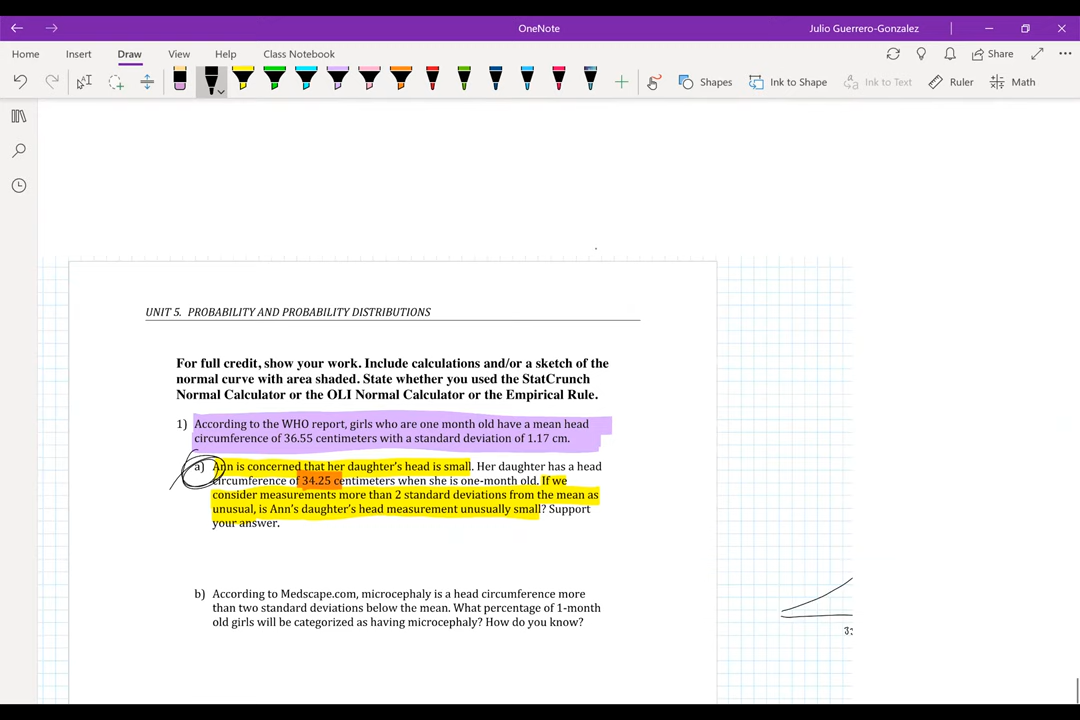 OneNote
Julio Guerrero-Gonzalez
Home Insert Draw View Help Class Notebook Share
Shapes Ink to Shape Ink to Text Ruler Math
UNIT 5. PROBABILITY AND PROBABILITY DISTRIBUTIONS
For full credit, show your work. Include calculations and/or a sketch of the
normal curve with area shaded. State whether you used the StatCrunch
Normal Calculator or the OLI Normal Calculator or the Empirical Rule.
1) According to the WHO report, girls who are one month old have a mean head
circumference of 36.55 centimeters with a standard deviation of 1.17 cm.
a) Ann is concerned that her daughter's head is small. Her daughter has a head
circumference of 34.25 centimeters when she is one-month old. If we
consider measurements more than 2 standard deviations from the mean as
unusual, is Ann's daughter's head measurement unusually small? Support
your answer.
b) According to Medscape.com, microcephaly is a head circumference more
than two standard deviations below the mean. What percentage of 1-month
old girls will be categorized as having microcephaly? How do you know?